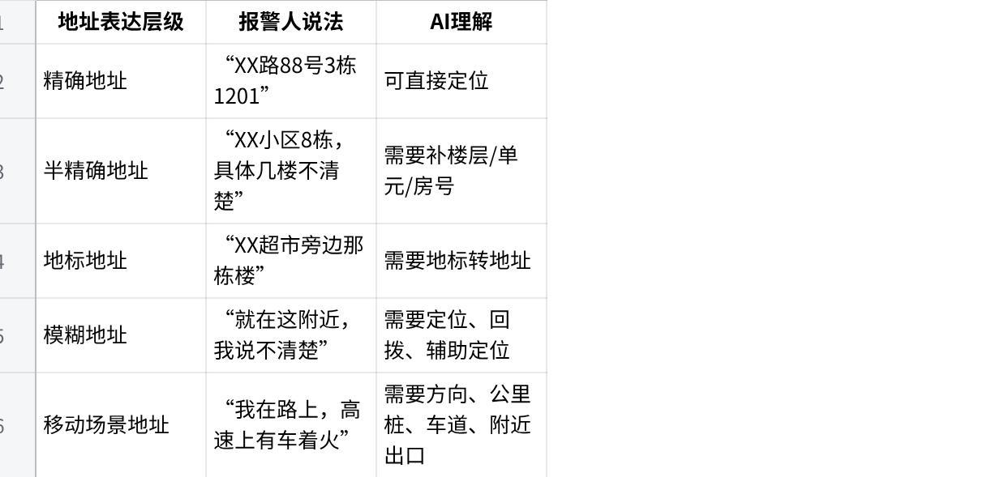 1
地址表达层级
报警人说法
AI理解
2
精确地址
“XX路88号3栋
1201”
可直接定位
3
半精确地址
“XX小区8栋，
具体几楼不清
楚”
需要补楼层/单
元/房号
4
地标地址
“XX超市旁边那
栋楼”
需要地标转地址
5
模糊地址
“就在这附近，
我说不清楚”
需要定位、回
拨、辅助定位
6
移动场景地址
“我在路上，高
速上有车着火”
需要方向、公里
桩、车道、附近
出口